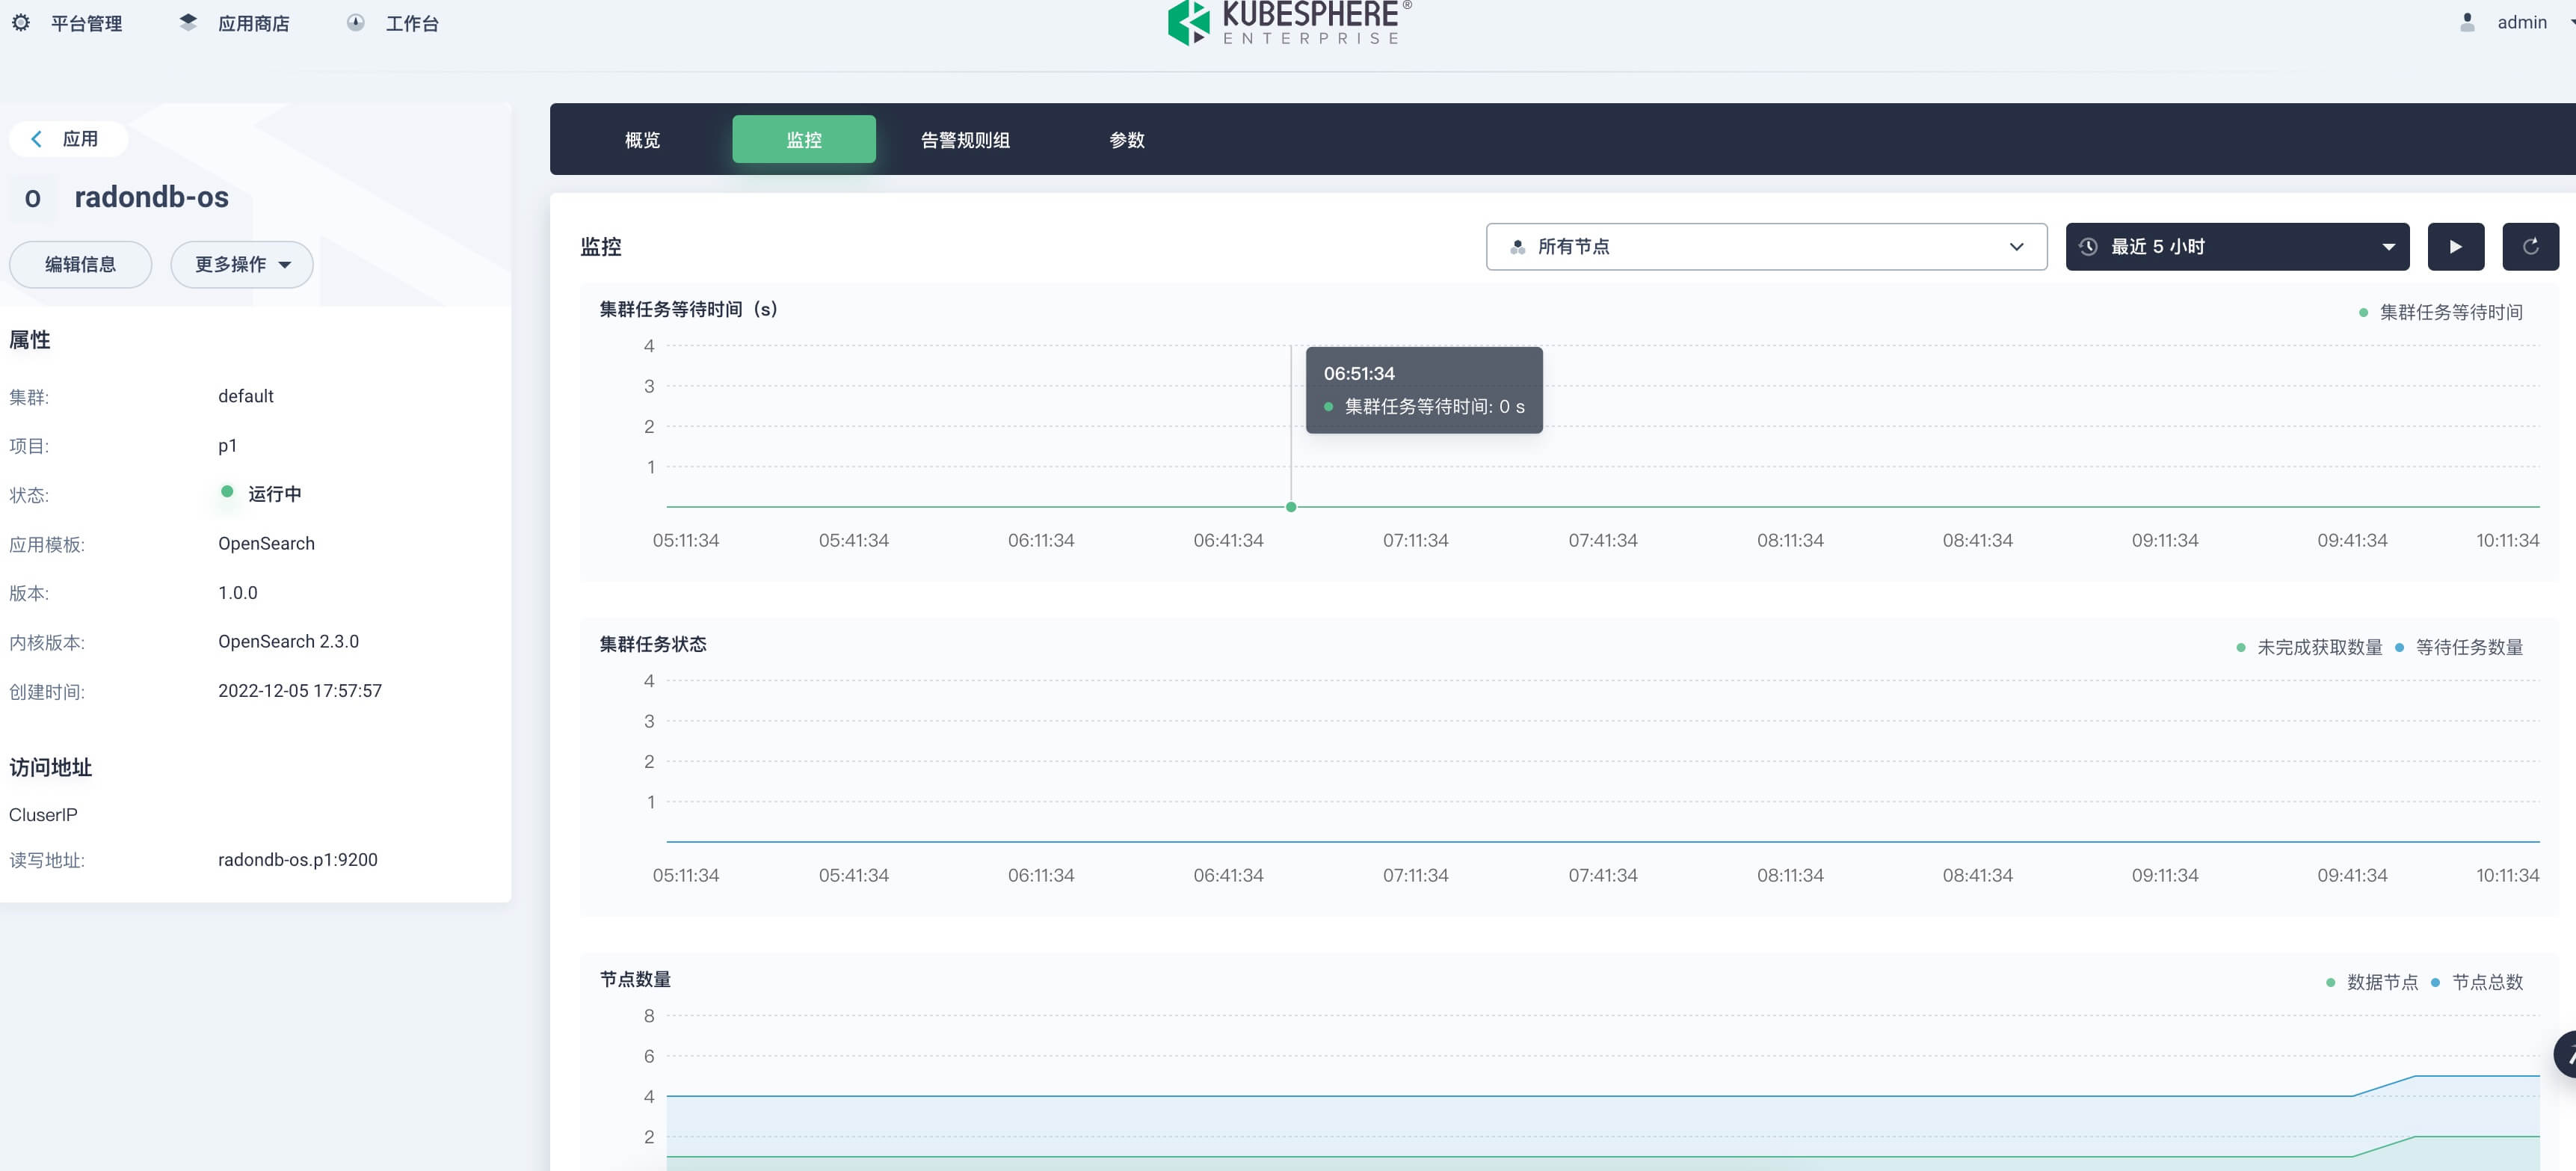 平台管理
应用商店
工作台
KUBESPHERE®
ENTERPRISE
admin
应用
O radondb-os
编辑信息
更多操作
属性
集群: default
项目: p1
状态: 运行中
应用模板: OpenSearch
版本: 1.0.0
内核版本: OpenSearch 2.3.0
创建时间: 2022-12-05 17:57:57
访问地址
CluserIP
读写地址: radondb-os.p1:9200
概览 监控 告警规则组 参数
监控
所有节点
最近 5 小时
集群任务等待时间（s）
集群任务等待时间
4
3
2
1
06:51:34
集群任务等待时间: 0 s
05:11:34 05:41:34 06:11:34 06:41:34 07:11:34 07:41:34 08:11:34 08:41:34 09:11:34 09:41:34 10:11:34
集群任务状态
未完成获取数量 等待任务数量
4
3
2
1
05:11:34 05:41:34 06:11:34 06:41:34 07:11:34 07:41:34 08:11:34 08:41:34 09:11:34 09:41:34 10:11:34
节点数量
数据节点 节点总数
8
6
4
2